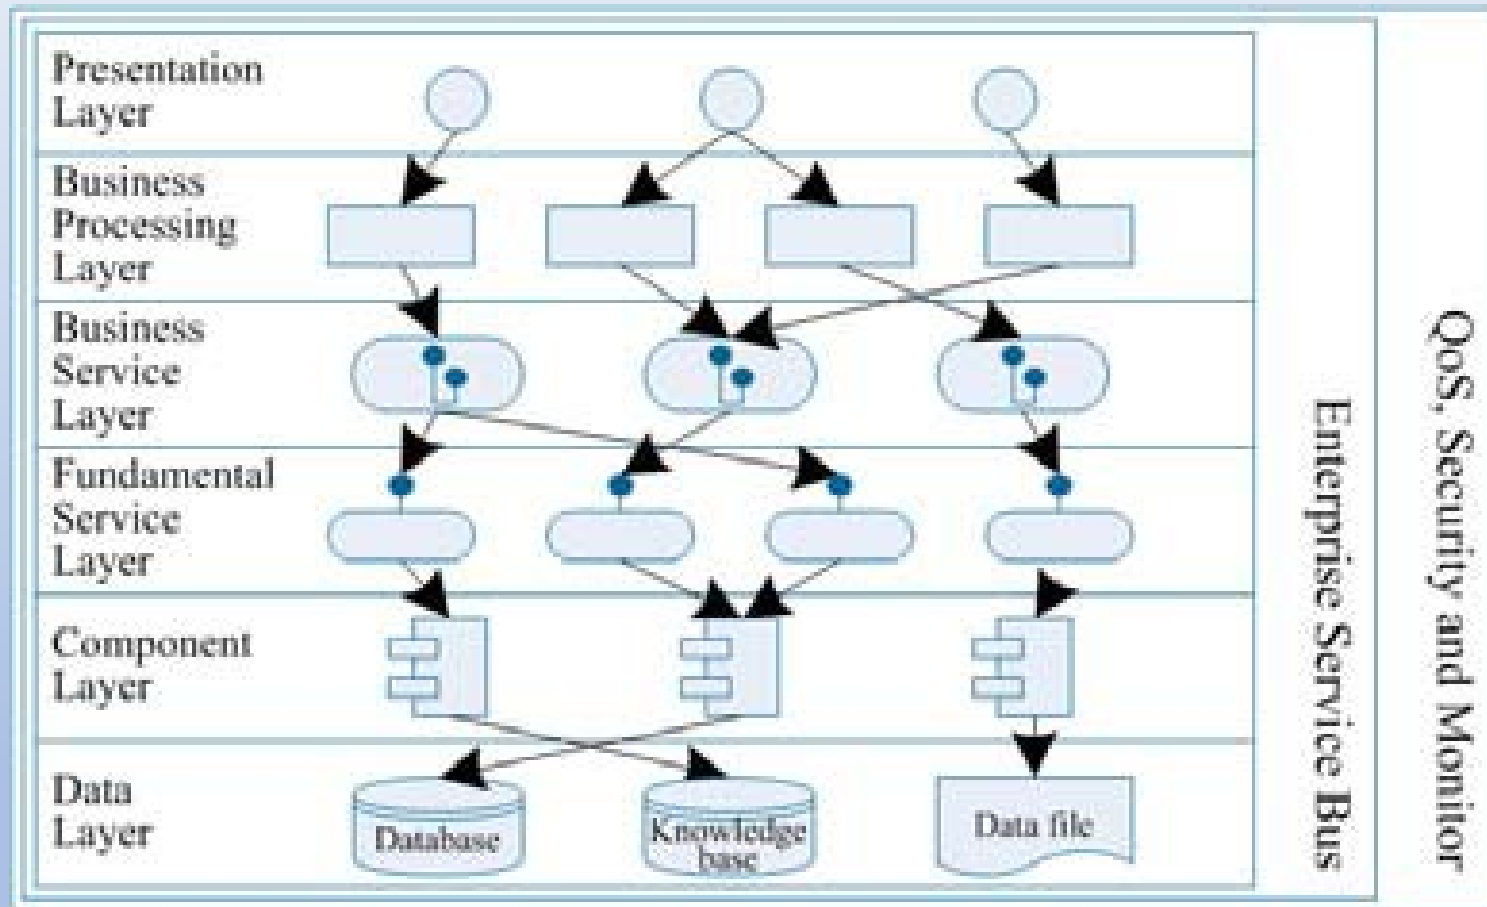 Presentation
Layer
Business
Processing
Layer
Business
Service
Layer
Fundamental
Service
Layer
Component
Layer
Data
Layer
Database
Knowledge
base
Data file
Enterprise Service Bus
QoS, Security and Monitor